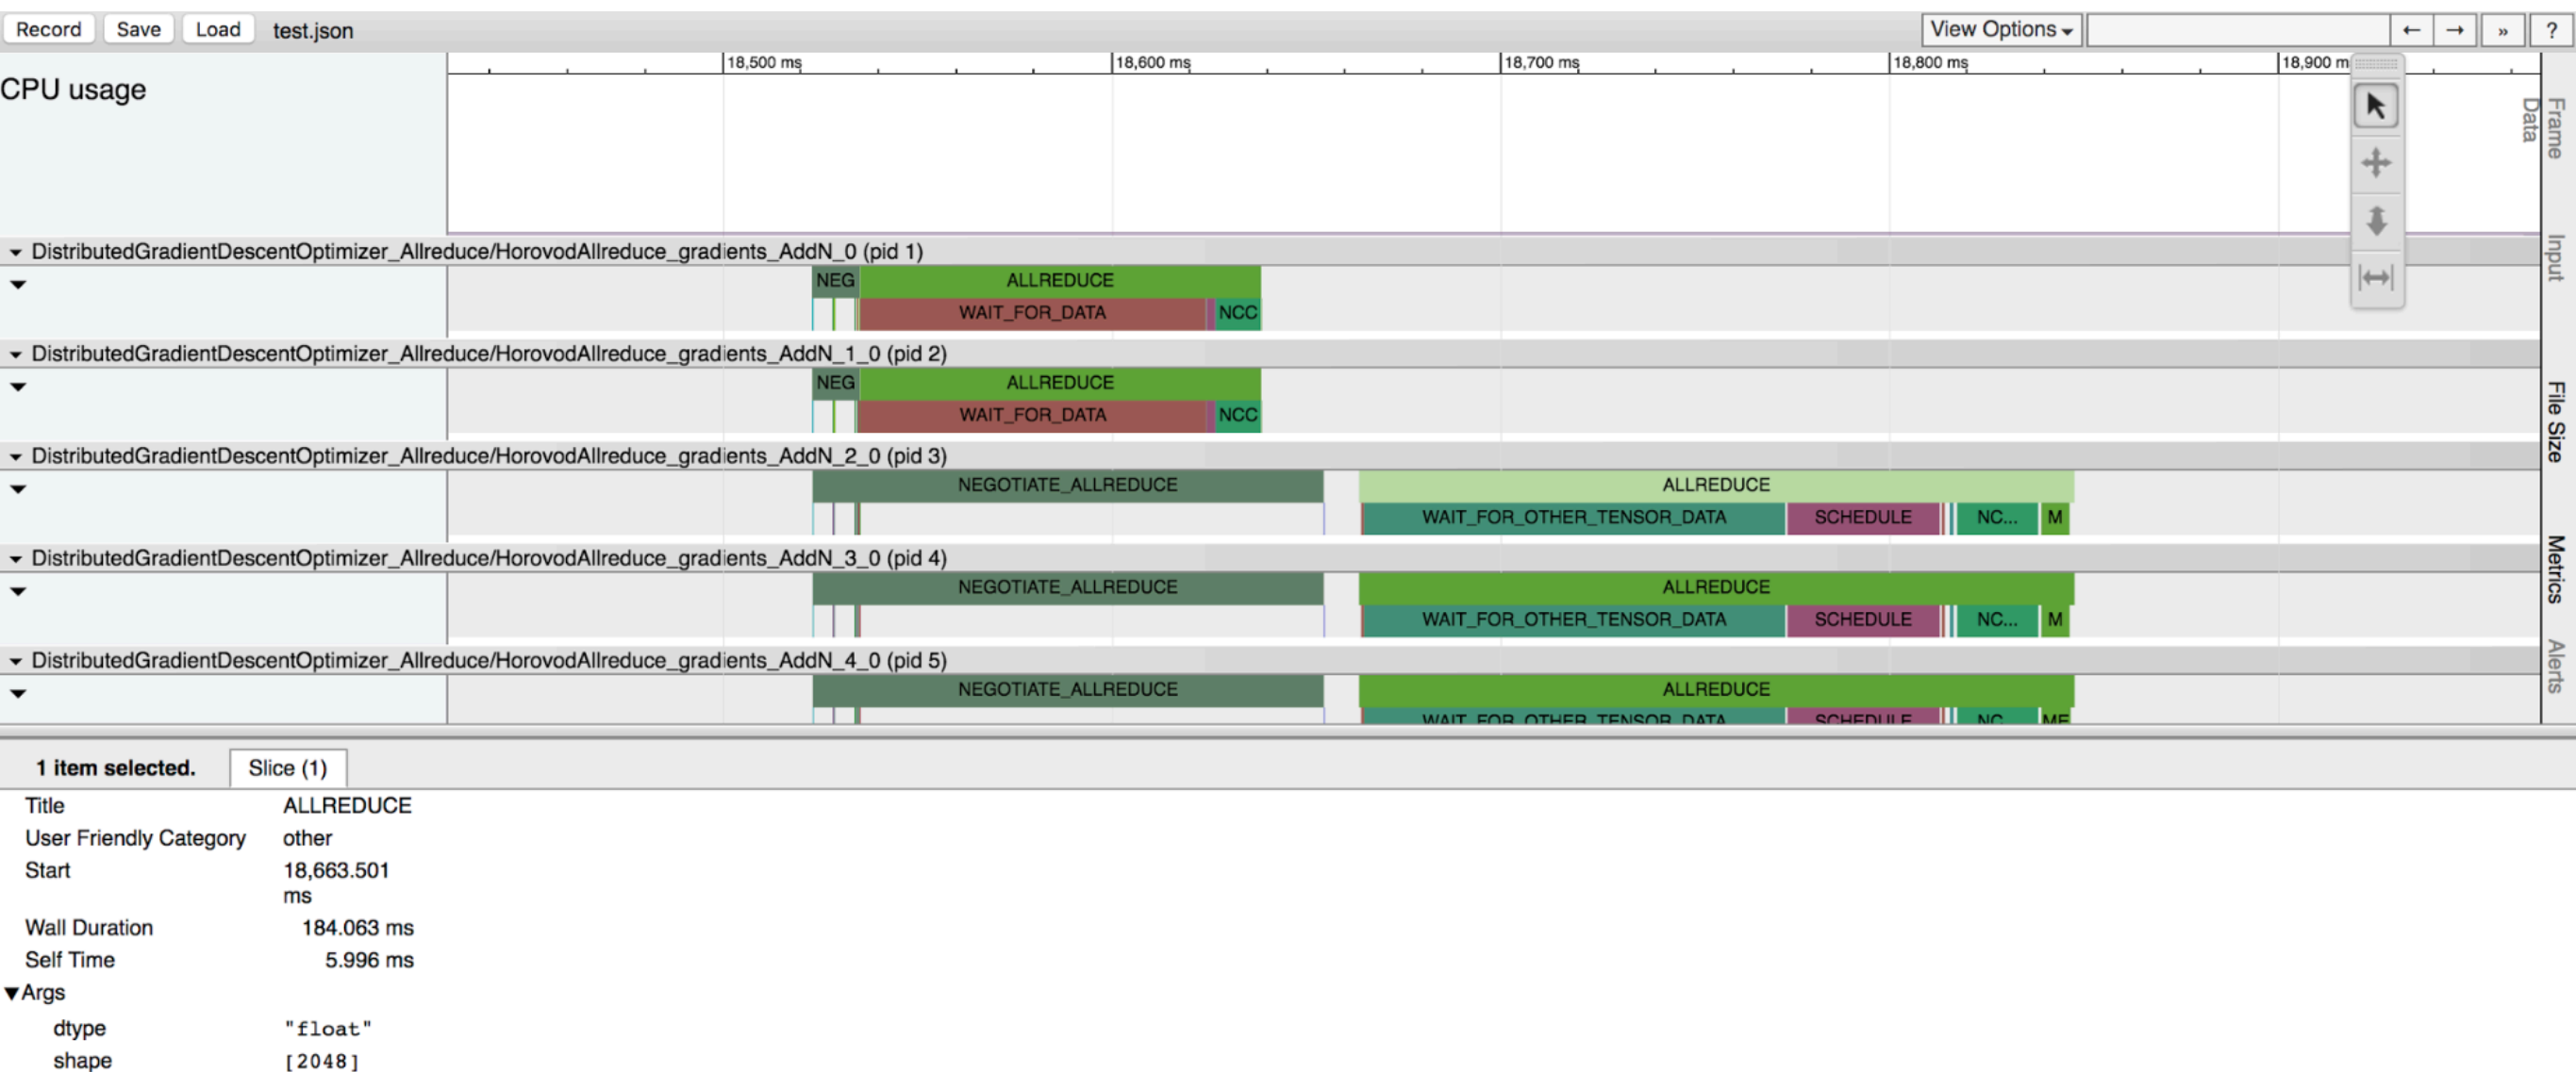 Record Save Load test.json View Options ← → » ?
18,500 ms 18,600 ms 18,700 ms 18,800 ms 18,900 m
CPU usage
Frame Data
Input
File Size
Metrics
Alerts
DistributedGradientDescentOptimizer_Allreduce/HorovodAllreduce_gradients_AddN_0 (pid 1)
NEG ALLREDUCE
WAIT_FOR_DATA NCC
DistributedGradientDescentOptimizer_Allreduce/HorovodAllreduce_gradients_AddN_1_0 (pid 2)
NEG ALLREDUCE
WAIT_FOR_DATA NCC
DistributedGradientDescentOptimizer_Allreduce/HorovodAllreduce_gradients_AddN_2_0 (pid 3)
NEGOTIATE_ALLREDUCE ALLREDUCE
WAIT_FOR_OTHER_TENSOR_DATA SCHEDULE NC... M
DistributedGradientDescentOptimizer_Allreduce/HorovodAllreduce_gradients_AddN_3_0 (pid 4)
NEGOTIATE_ALLREDUCE ALLREDUCE
WAIT_FOR_OTHER_TENSOR_DATA SCHEDULE NC... M
DistributedGradientDescentOptimizer_Allreduce/HorovodAllreduce_gradients_AddN_4_0 (pid 5)
NEGOTIATE_ALLREDUCE ALLREDUCE
WAIT_FOR_OTHER_TENSOR_DATA SCHEDULE NC ME
1 item selected. Slice (1)
Title ALLREDUCE
User Friendly Category other
Start 18,663.501
ms
Wall Duration 184.063 ms
Self Time 5.996 ms
Args
dtype "float"
shape [2048]